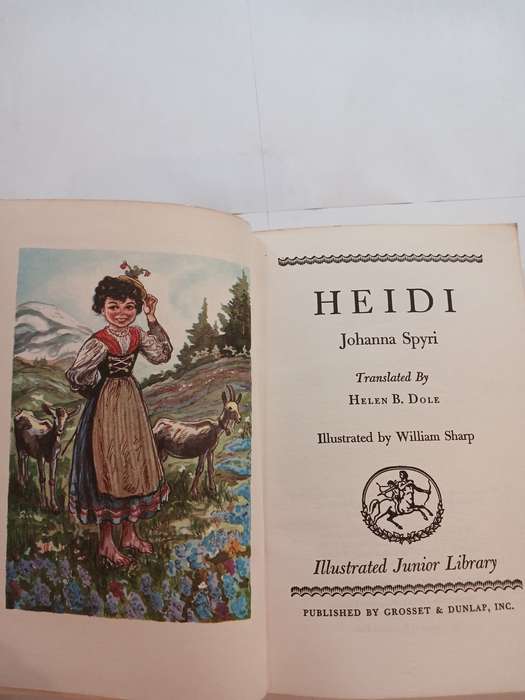 HEIDI
Johanna Spyri
Translated By
HELEN B. DOLE
Illustrated by William Sharp
Illustrated Junior Library
PUBLISHED BY GROSSET & DUNLAP, INC.